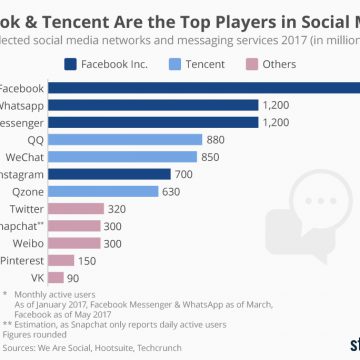 ok & Tencent Are the Top Players in Social M
lected social media networks and messaging services 2017 (in million
Facebook Inc. Tencent Others
Facebook
Whatsapp 1,200
essenger 1,200
QQ 880
WeChat 850
nstagram 700
Qzone 630
Twitter 320
napchat** 300
Weibo 300
Pinterest 150
VK 90
* Monthly active users
As of January 2017, Facebook Messenger & WhatsApp as of March,
Facebook as of May 2017
** Estimation, as Snapchat only reports daily active users
Figures rounded
Sources: We Are Social, Hootsuite, Techcrunch
st